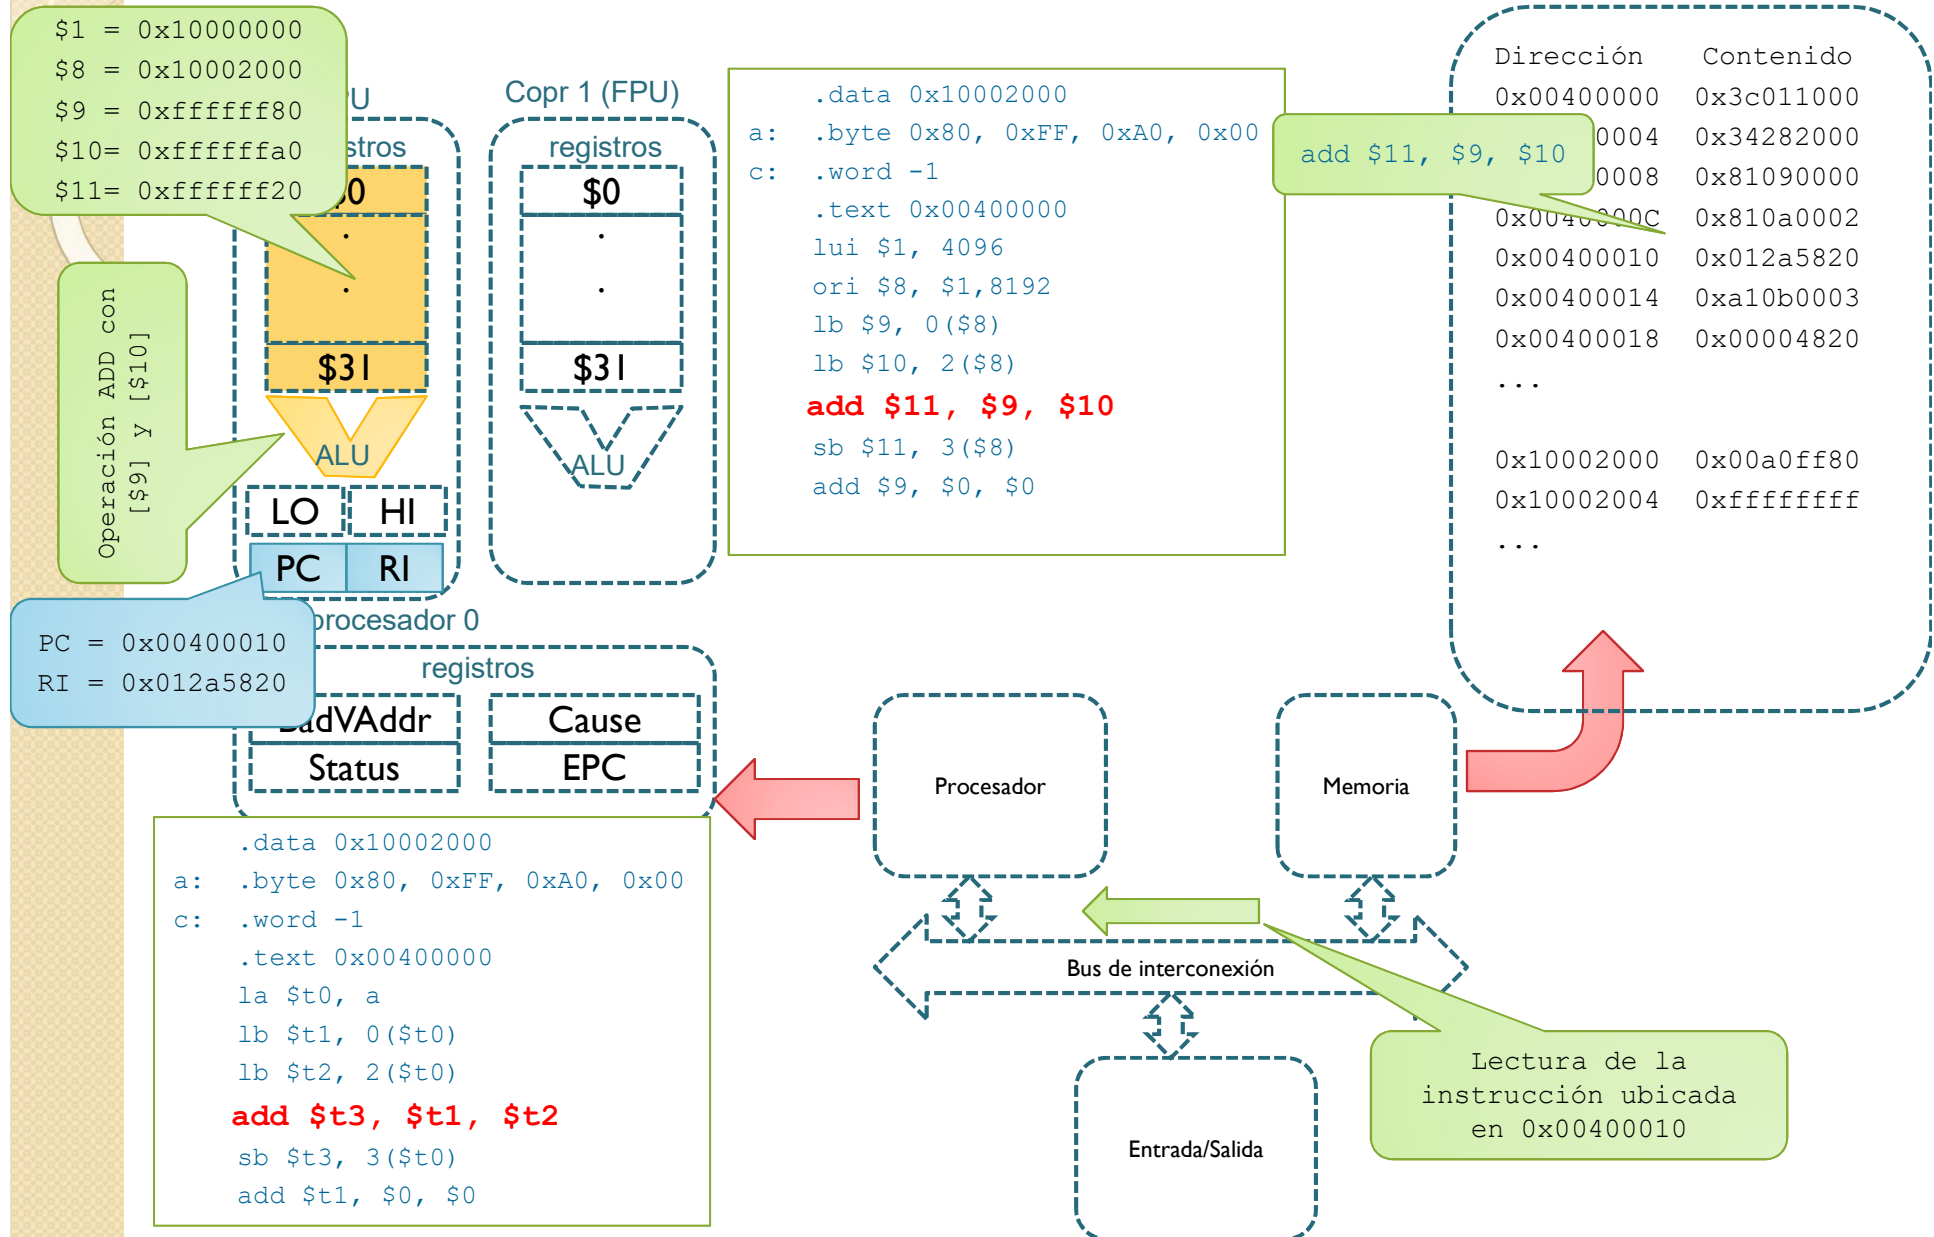 $1 = 0x10000000
$8 = 0x10002000
$9 = 0xffffff80
$10= 0xffffffa0
$11= 0xffffff20
U
stros
$0
.
.
$31
ALU
LO HI
PC RI
Operación ADD con
[$9] y [$10]
PC = 0x00400010
RI = 0x012a5820
Copr 1 (FPU)
registros
$0
.
.
$31
ALU
procesador 0
registros
BadVAddr Cause
Status EPC
.data 0x10002000
a: .byte 0x80, 0xFF, 0xA0, 0x00
c: .word -1
.text 0x00400000
lui $1, 4096
ori $8, $1,8192
lb $9, 0($8)
lb $10, 2($8)
add $11, $9, $10
sb $11, 3($8)
add $9, $0, $0
add $11, $9, $10
Dirección Contenido
0x00400000 0x3c011000
0004 0x34282000
0008 0x81090000
0x0040000C 0x810a0002
0x00400010 0x012a5820
0x00400014 0xa10b0003
0x00400018 0x00004820
...
0x10002000 0x00a0ff80
0x10002004 0xffffffff
...
.data 0x10002000
a: .byte 0x80, 0xFF, 0xA0, 0x00
c: .word -1
.text 0x00400000
la $t0, a
lb $t1, 0($t0)
lb $t2, 2($t0)
add $t3, $t1, $t2
sb $t3, 3($t0)
add $t1, $0, $0
Procesador
Memoria
Bus de interconexión
Entrada/Salida
Lectura de la
instrucción ubicada
en 0x00400010